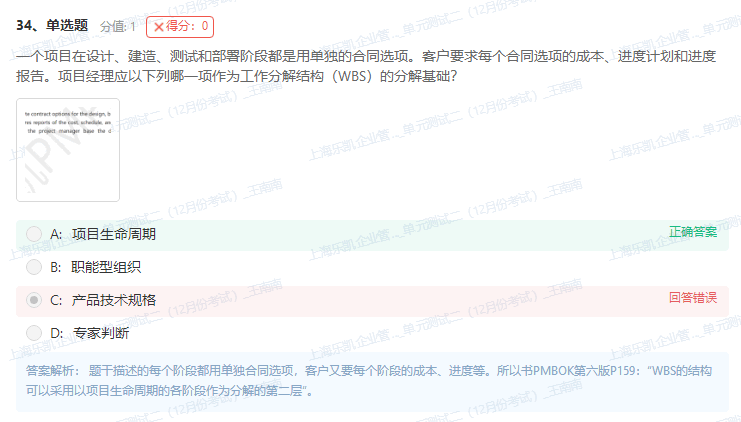 34、单选题 分值: 1 ✕得分：0
一个项目在设计、建造、测试和部署阶段都是用单独的合同选项。客户要求每个合同选项的成本、进度计划和进度
报告。项目经理应以下列哪一项作为工作分解结构（WBS）的分解基础？
te contract options for the design, b
res reports of the cost, schedule, an
the project manager base the d
A: 项目生命周期 正确答案
B: 职能型组织
C: 产品技术规格 回答错误
D: 专家判断
答案解析： 题干描述的每个阶段都用单独合同选项，客户又要每个阶段的成本、进度等。所以书PMBOK第六版P159：“WBS的结构
可以采用以项目生命周期的各阶段作为分解的第二层”。
上海乐凯企业管..._单元测试二（12月份考试）_王南南